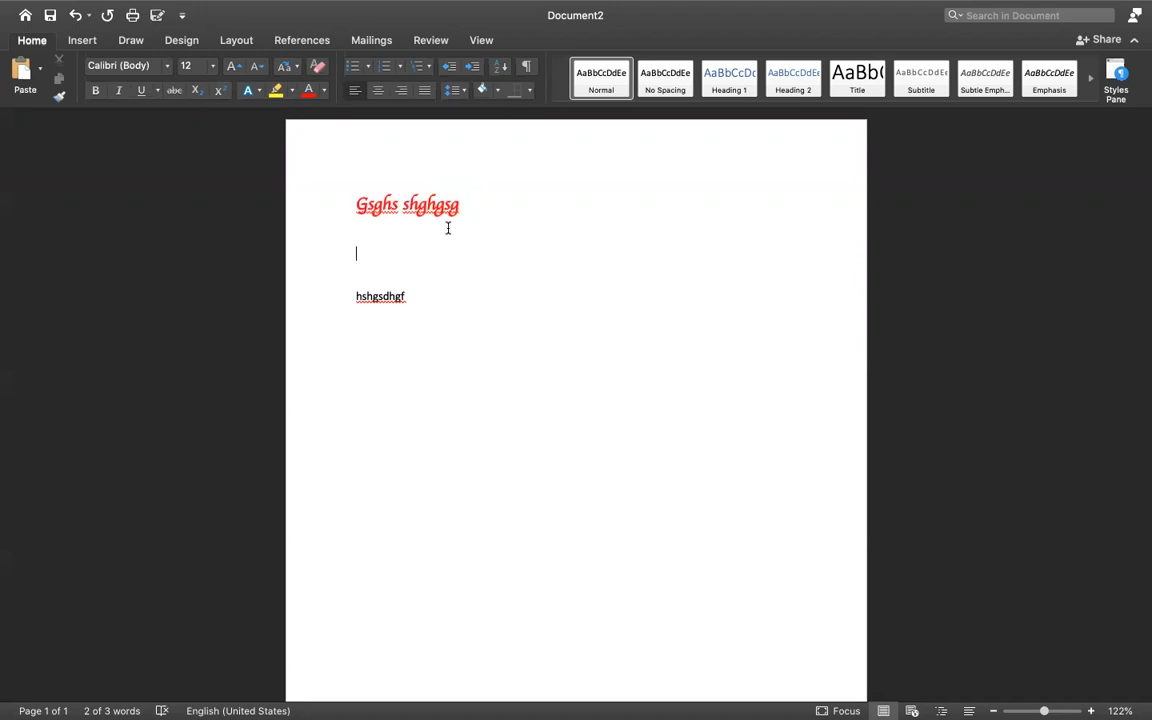 Document2
Search in Document
Home Insert Draw Design Layout References Mailings Review View
Share
Paste
Calibri (Body) 12
AaBbCcDdEe AaBbCcDdEe AaBbCcDc AaBbCcDdEe AaBb( AaBbCcDdEe AaBbCcDdEe AaBbCcDdEe
Normal No Spacing Heading 1 Heading 2 Title Subtitle Subtle Emph... Emphasis
Styles
Pane
Gsghs shghgsg
hshgsdhgf
Page 1 of 1 2 of 3 words English (United States) Focus 122%